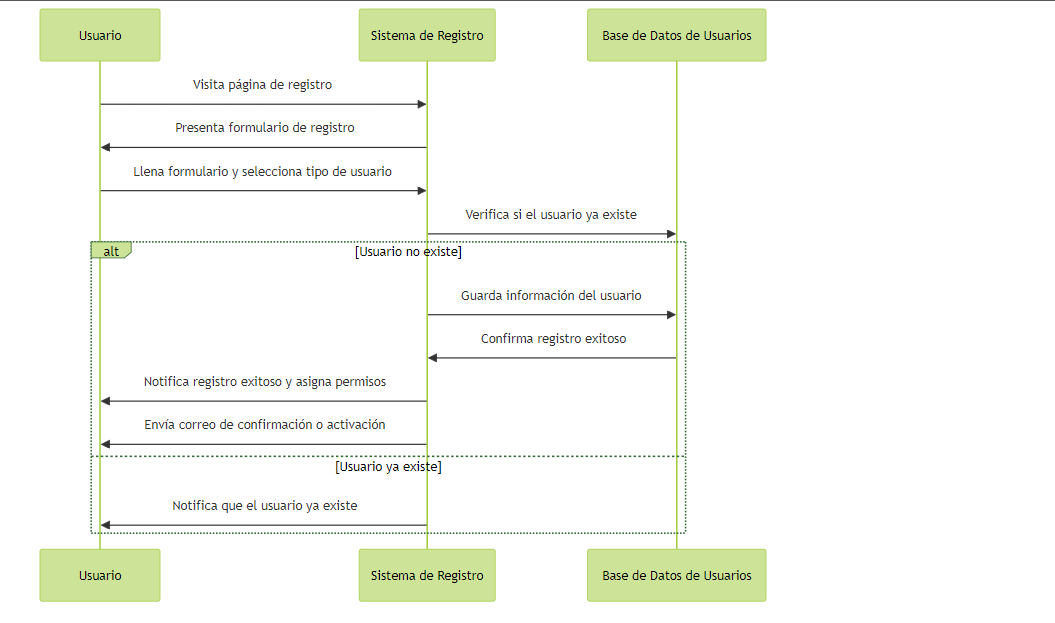 Usuario
Sistema de Registro
Base de Datos de Usuarios
Visita página de registro
Presenta formulario de registro
Llena formulario y selecciona tipo de usuario
Verifica si el usuario ya existe
alt
[Usuario no existe]
Guarda información del usuario
Confirma registro exitoso
Notifica registro exitoso y asigna permisos
Envía correo de confirmación o activación
[Usuario ya existe]
Notifica que el usuario ya existe
Usuario
Sistema de Registro
Base de Datos de Usuarios